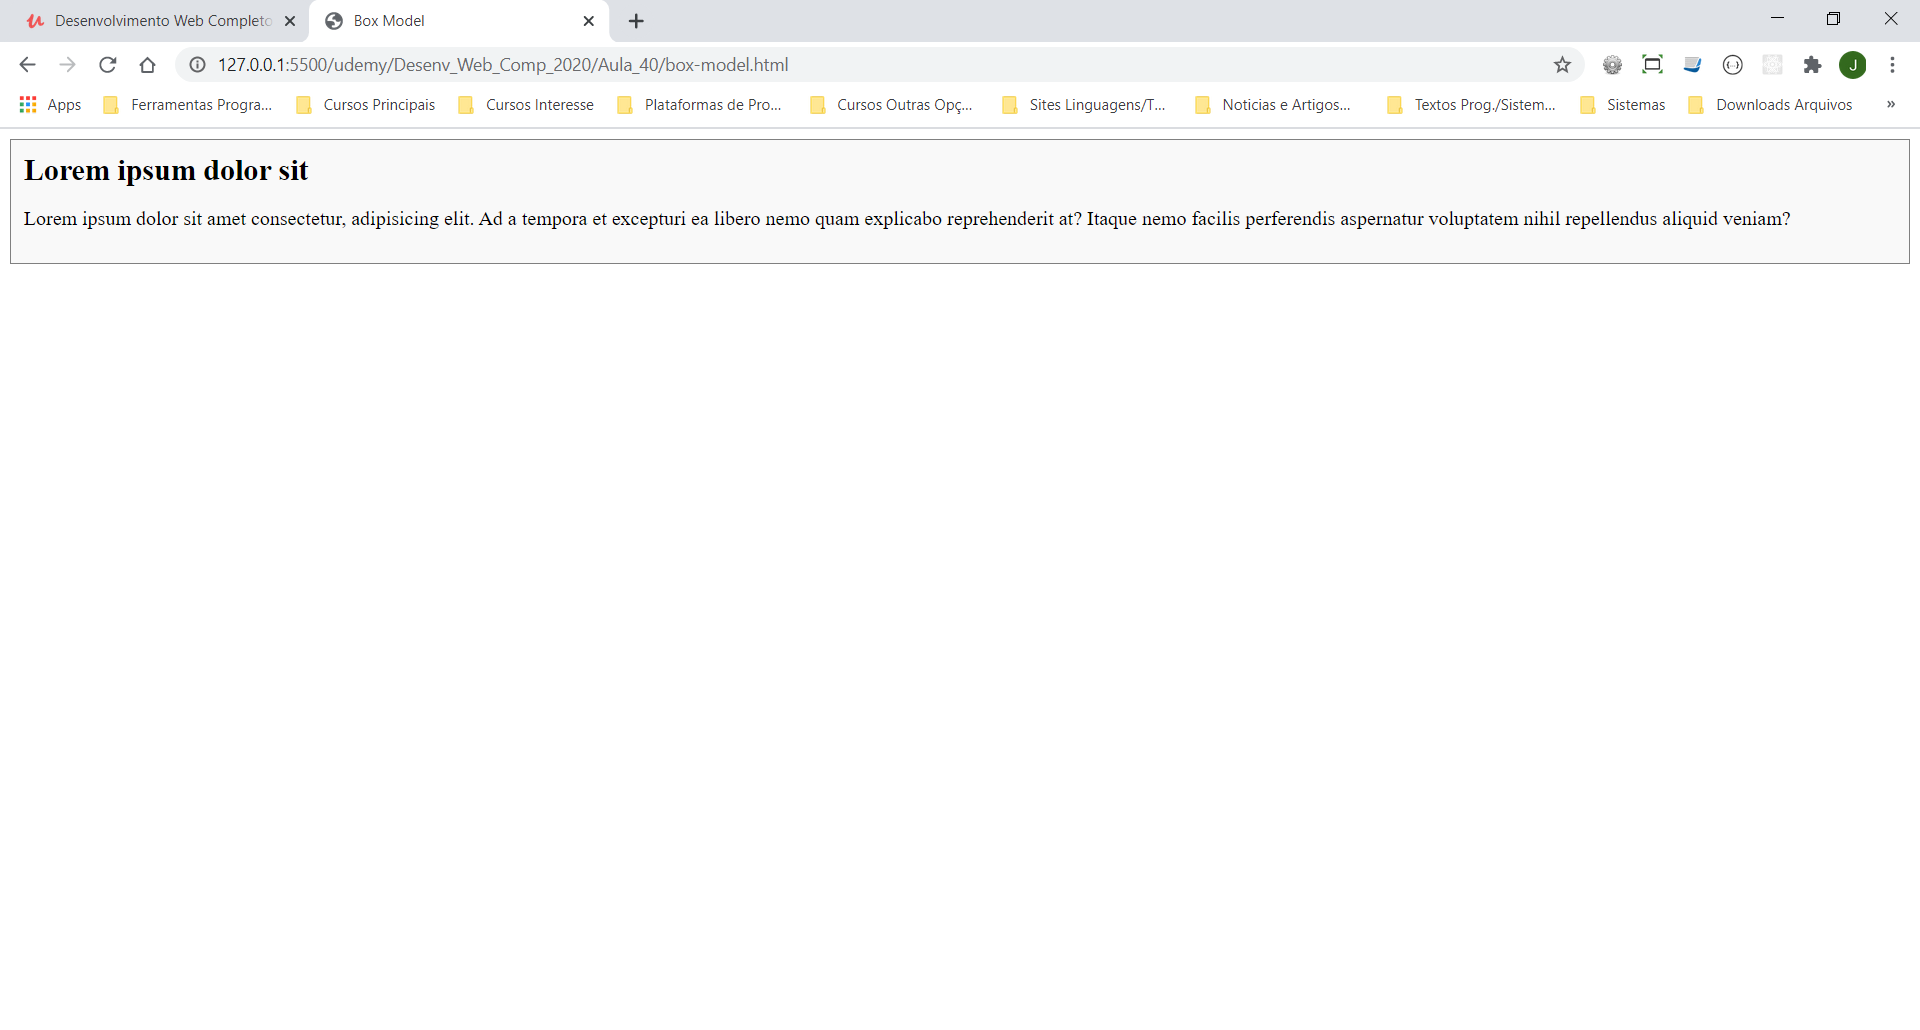 Desenvolvimento Web Completo
Box Model
127.0.0.1:5500/udemy/Desenv_Web_Comp_2020/Aula_40/box-model.html
J
Apps Ferramentas Progra... Cursos Principais Cursos Interesse Plataformas de Pro... Cursos Outras Opç... Sites Linguagens/T... Noticias e Artigos... Textos Prog./Sistem... Sistemas Downloads Arquivos »
Lorem ipsum dolor sit
Lorem ipsum dolor sit amet consectetur, adipisicing elit. Ad a tempora et excepturi ea libero nemo quam explicabo reprehenderit at? Itaque nemo facilis perferendis aspernatur voluptatem nihil repellendus aliquid veniam?